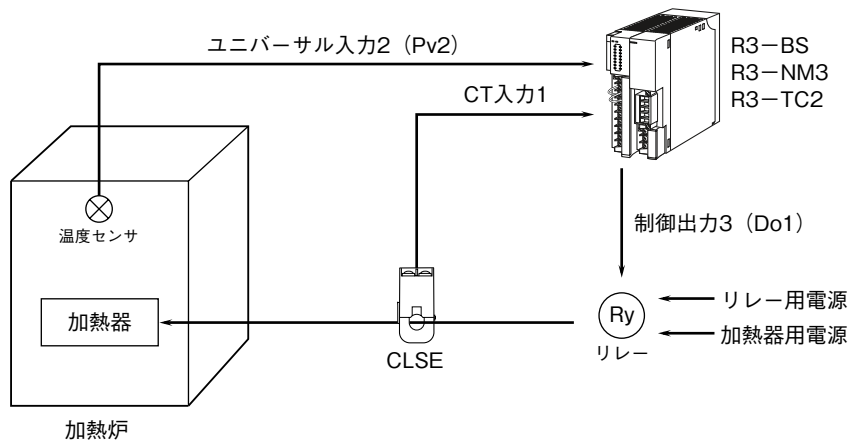 ユニバーサル入力2（Pv2）
R3－BS
R3－NM3
R3－TC2
CT入力1
温度センサ
制御出力3（Do1）
加熱器
Ry
リレー
リレー用電源
加熱器用電源
CLSE
加熱炉